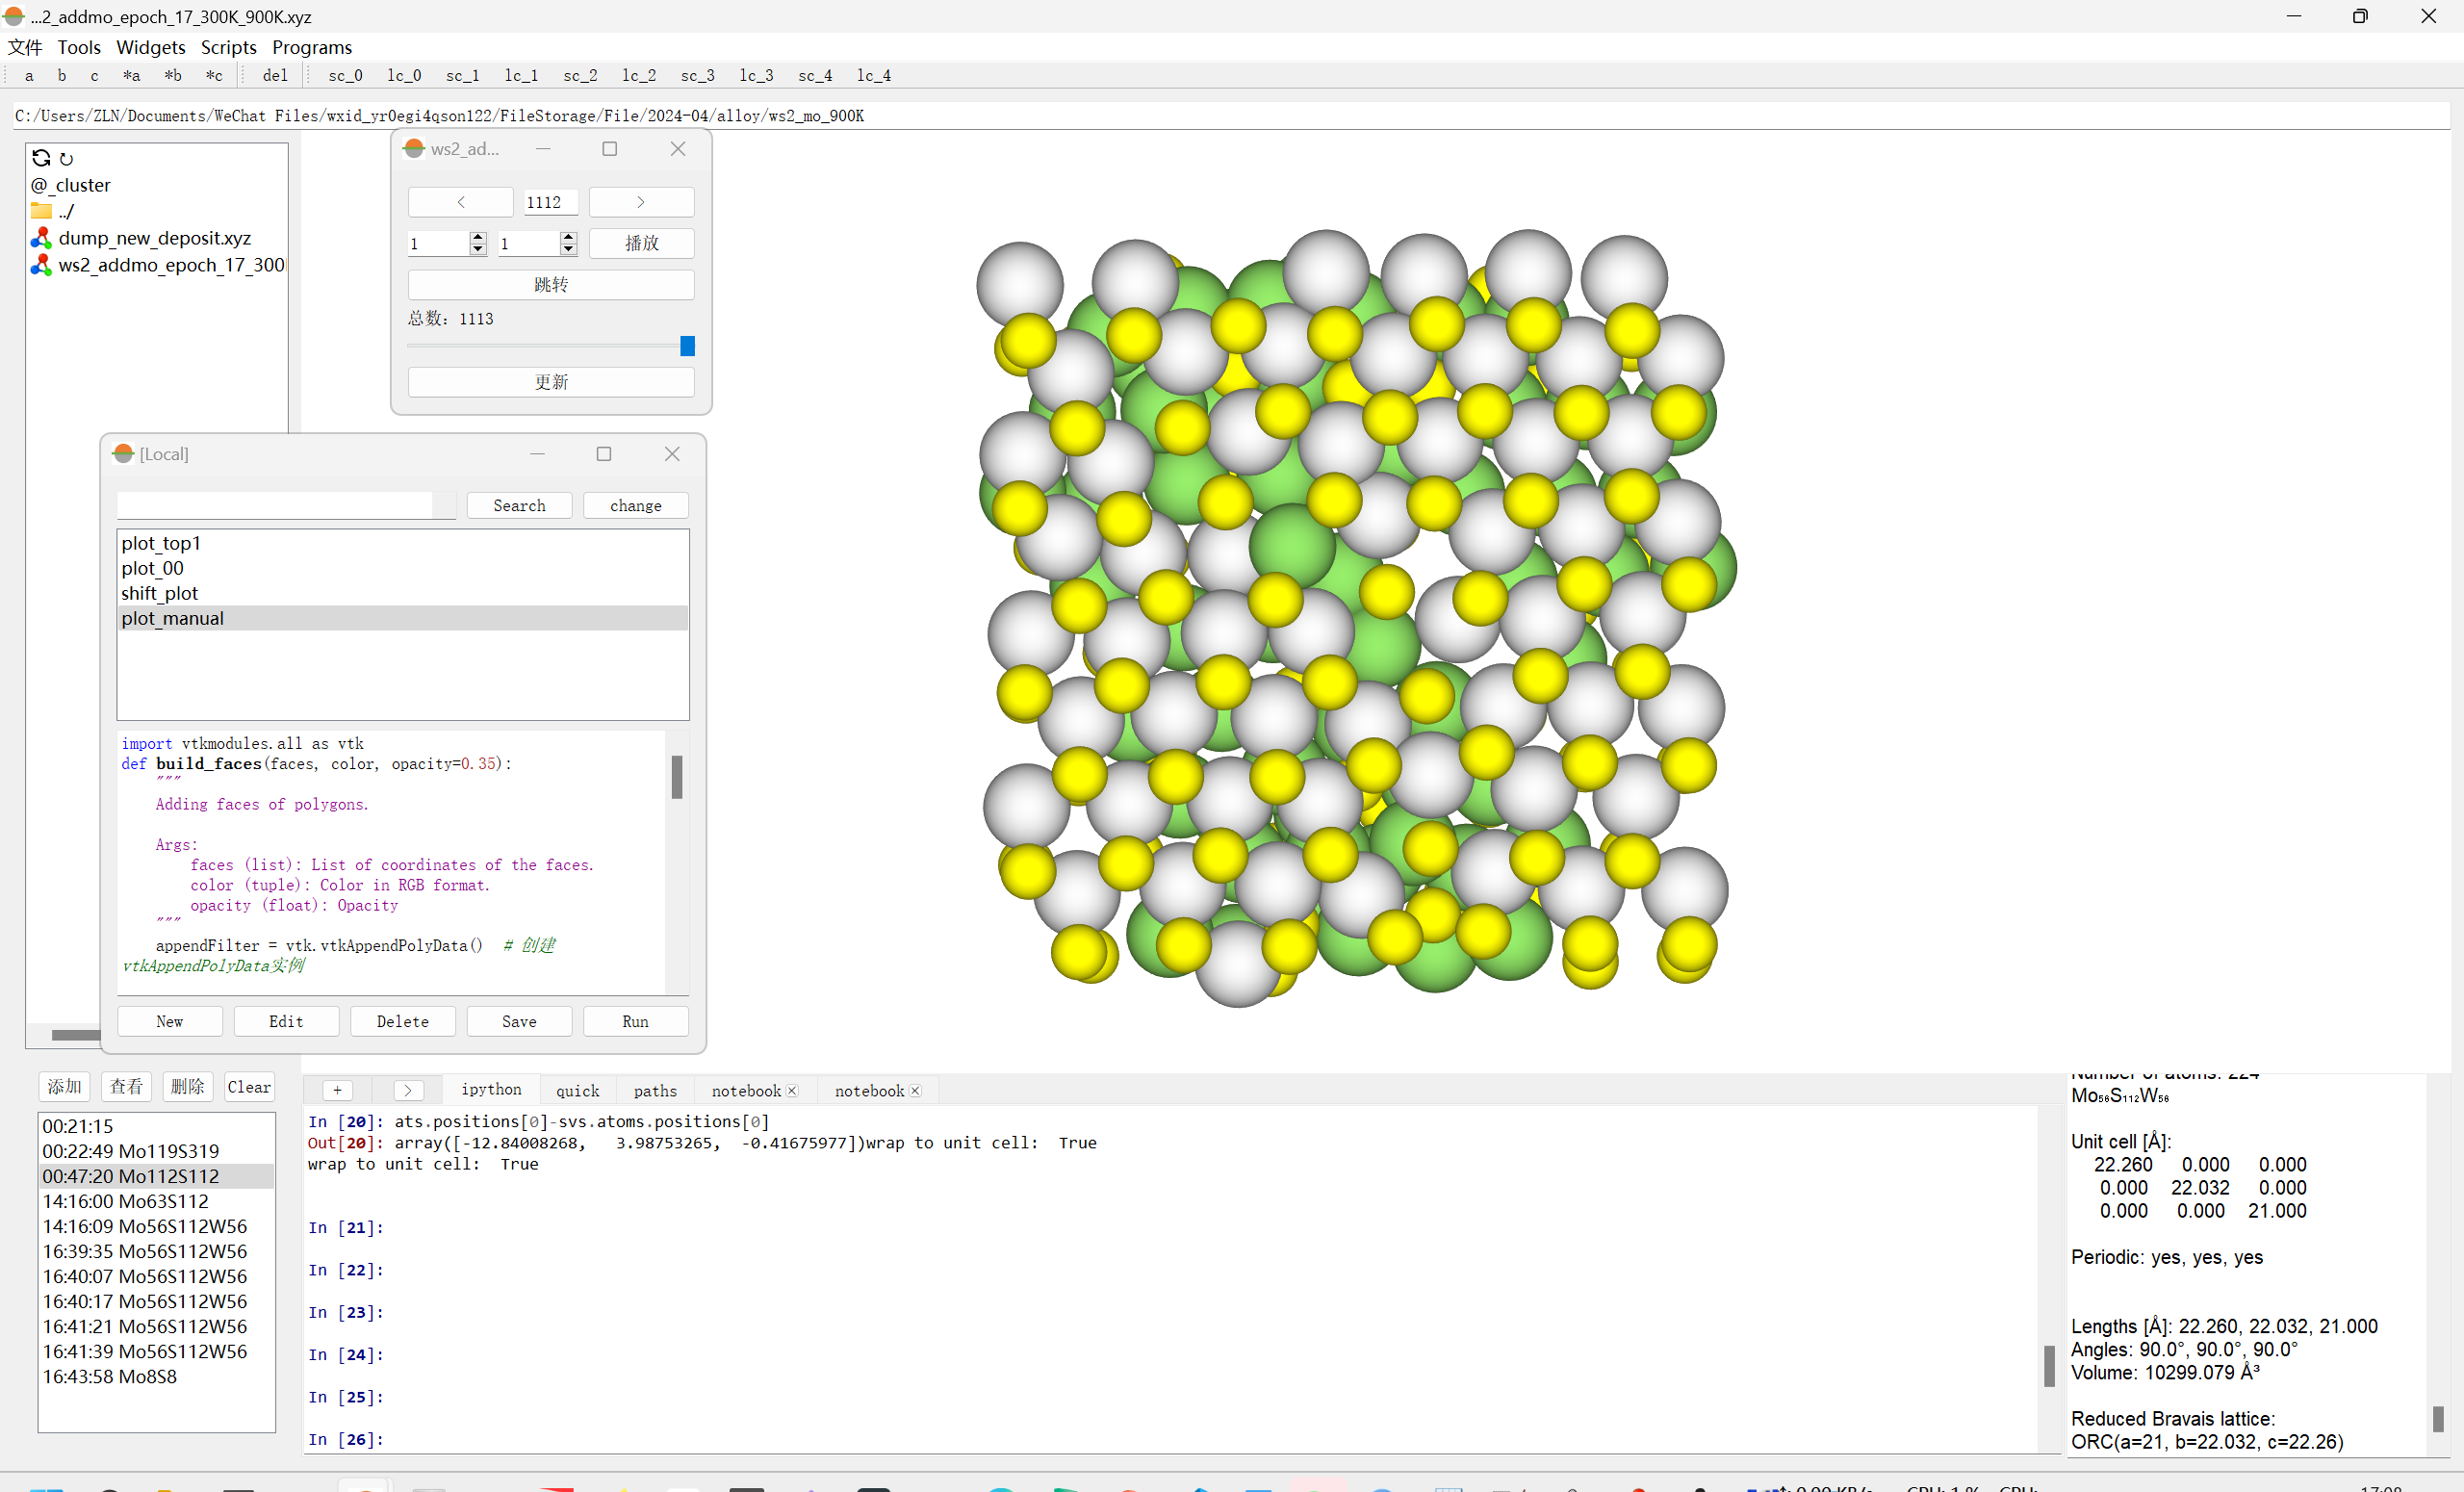 ...2_addmo_epoch_17_300K_900K.xyz
文件 Tools Widgets Scripts Programs
a b c *a *b *c del sc_0 lc_0 sc_1 lc_1 sc_2 lc_2 sc_3 lc_3 sc_4 lc_4
C:/Users/ZLN/Documents/WeChat Files/wxid_yr0egi4qson122/FileStorage/File/2024-04/alloy/ws2_mo_900K
@_cluster
../
dump_new_deposit.xyz
ws2_addmo_epoch_17_300
ws2_ad...
< 1112 >
1 1 播放
跳转
总数: 1113
更新
[Local]
Search change
plot_top1
plot_00
shift_plot
plot_manual
import vtkmodules.all as vtk
def build_faces(faces, color, opacity=0.35):
"""
Adding faces of polygons.
Args:
faces (list): List of coordinates of the faces.
color (tuple): Color in RGB format.
opacity (float): Opacity
"""
appendFilter = vtk.vtkAppendPolyData() # 创建
vtkAppendPolyData实例
New Edit Delete Save Run
添加 查看 删除 Clear
00:21:15
00:22:49 Mo119S319
00:47:20 Mo112S112
14:16:00 Mo63S112
14:16:09 Mo56S112W56
16:39:35 Mo56S112W56
16:40:07 Mo56S112W56
16:40:17 Mo56S112W56
16:41:21 Mo56S112W56
16:41:39 Mo56S112W56
16:43:58 Mo8S8
+ > ipython quick paths notebook notebook
In [20]: ats.positions[0]-svs.atoms.positions[0]
Out[20]: array([-12.84008268, 3.98753265, -0.41675977])wrap to unit cell: True
wrap to unit cell: True
In [21]:
In [22]:
In [23]:
In [24]:
In [25]:
In [26]:
Number of atoms: 224
Mo₅₆S₁₁₂W₅₆
Unit cell [Å]:
22.260 0.000 0.000
0.000 22.032 0.000
0.000 0.000 21.000
Periodic: yes, yes, yes
Lengths [Å]: 22.260, 22.032, 21.000
Angles: 90.0°, 90.0°, 90.0°
Volume: 10299.079 Å³
Reduced Bravais lattice:
ORC(a=21, b=22.032, c=22.26)